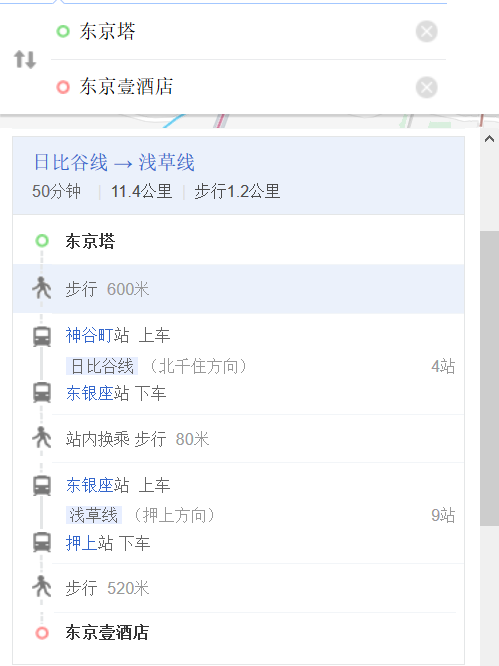 东京塔
东京壹酒店
日比谷线 → 浅草线
50分钟 | 11.4公里 | 步行1.2公里
东京塔
步行 600米
神谷町站 上车
日比谷线 （北千住方向） 4站
东银座站 下车
站内换乘 步行 80米
东银座站 上车
浅草线 （押上方向） 9站
押上站 下车
步行 520米
东京壹酒店